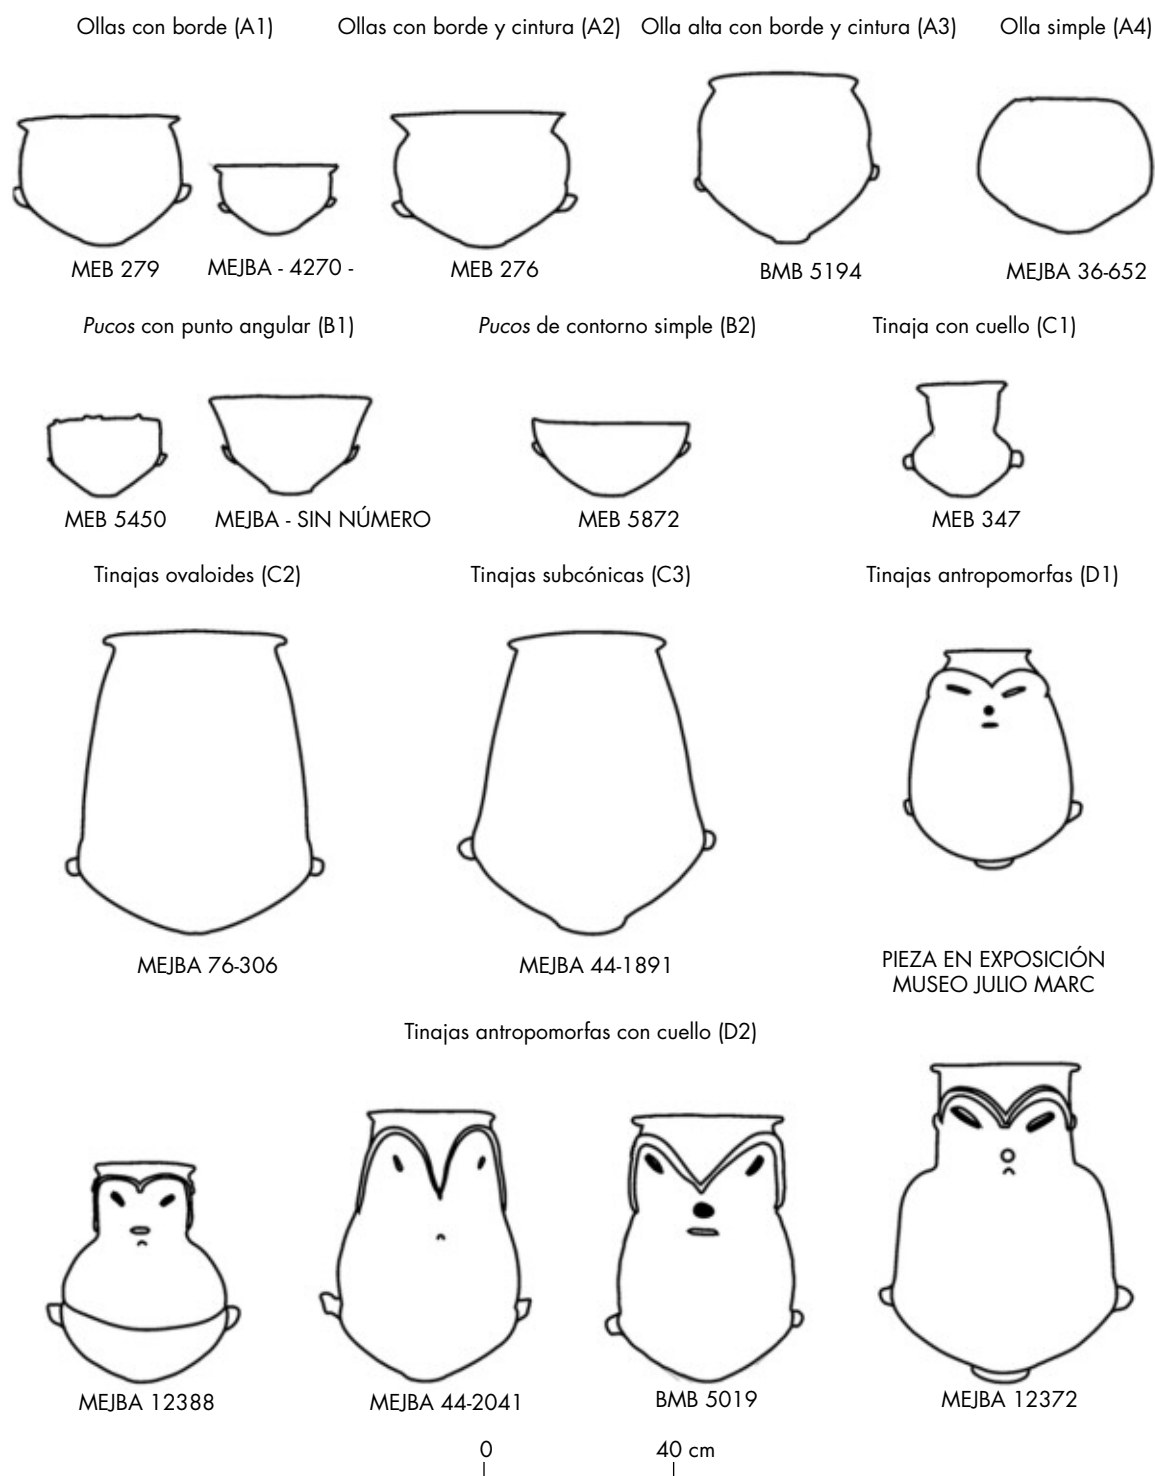 Ollas con borde (A1) Ollas con borde y cintura (A2) Olla alta con borde y cintura (A3) Olla simple (A4)
MEB 279 MEJBA - 4270 - MEB 276 BMB 5194 MEJBA 36-652
Pucos con punto angular (B1) Pucos de contorno simple (B2) Tinaja con cuello (C1)
MEB 5450 MEJBA - SIN NÚMERO MEB 5872 MEB 347
Tinajas ovaloides (C2) Tinajas subcónicas (C3) Tinajas antropomorfas (D1)
MEJBA 76-306 MEJBA 44-1891 PIEZA EN EXPOSICIÓN
MUSEO JULIO MARC
Tinajas antropomorfas con cuello (D2)
MEJBA 12388 MEJBA 44-2041 BMB 5019 MEJBA 12372
0 40 cm